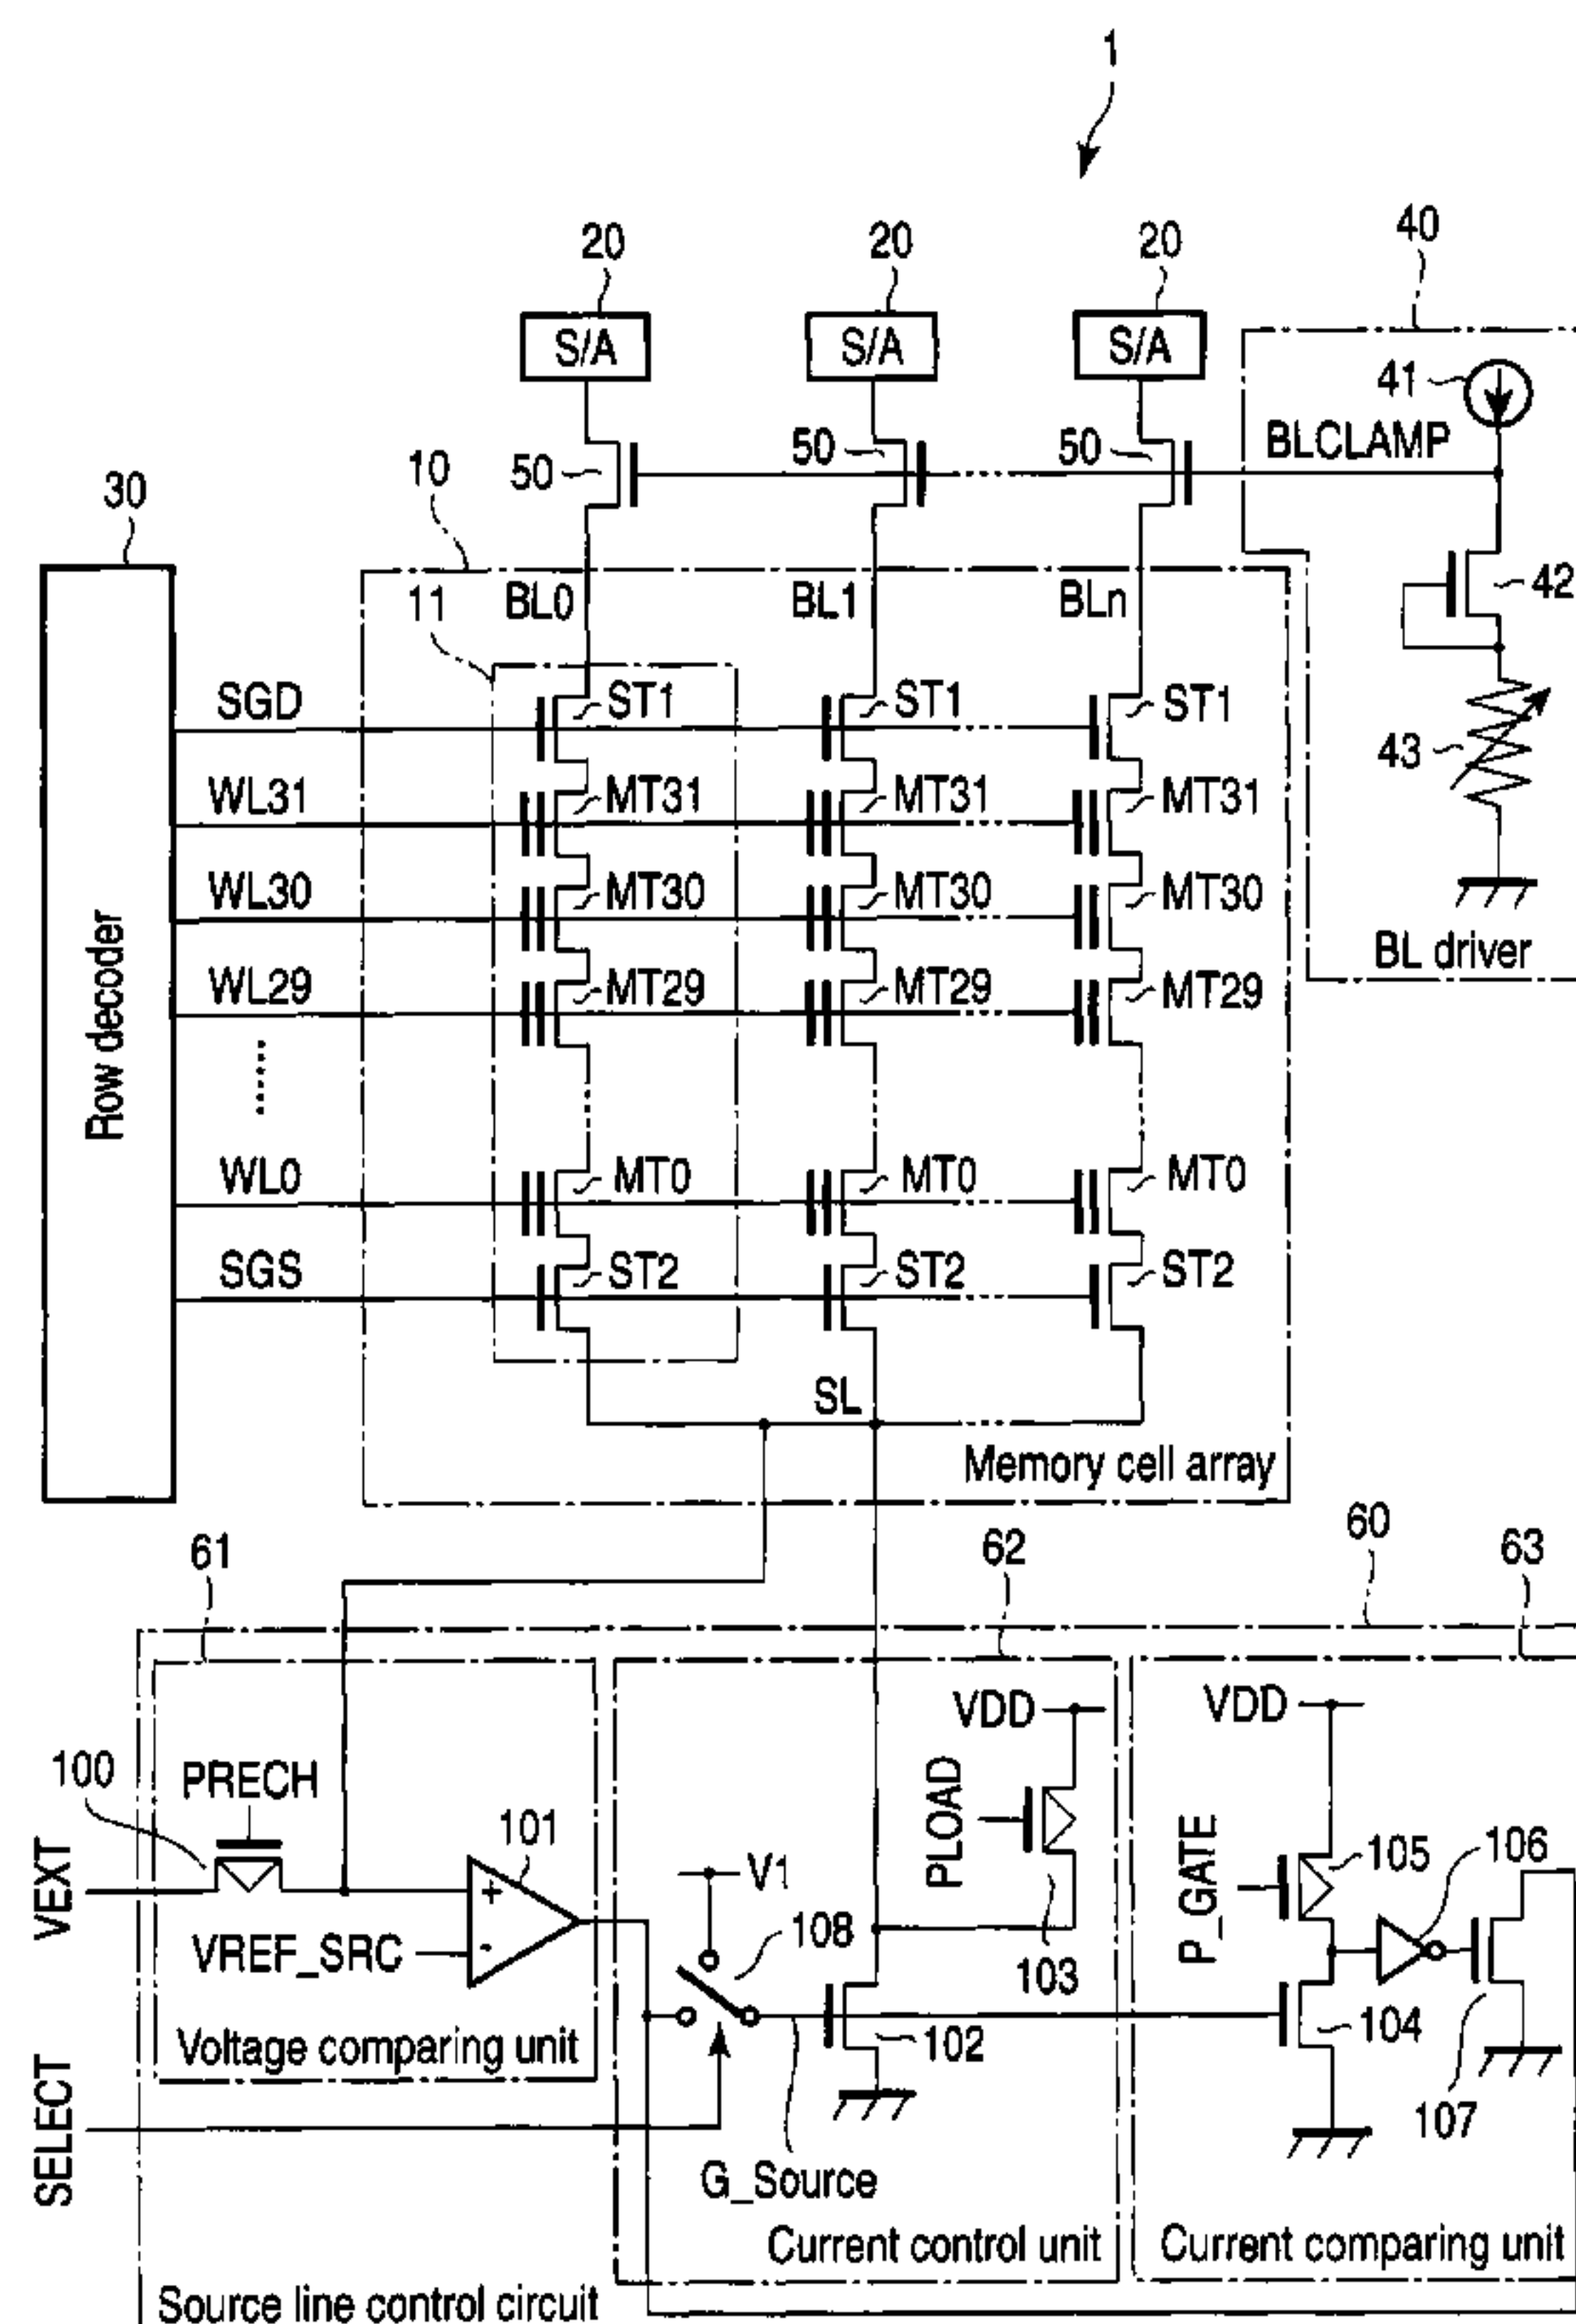 1
20 20 20 40
S/A S/A S/A
41
BLCLAMP
50 50 50
10
30
11 BL0 BL1 BLn
42
SGD ST1 ST1 ST1
43
WL31 MT31 MT31 MT31
WL30 MT30 MT30 MT30
BL driver
WL29 MT29 MT29 MT29
Row decoder
WL0 MT0 MT0 MT0
SGS ST2 ST2 ST2
SL
Memory cell array
61 62 60 63
VDD VDD
100 PRECH
101
PLOAD
P_GATE
105 106
VEXT
V1
108
VREF_SRC + -
103
104
102
Voltage comparing unit
107
SELECT
G_Source
Current control unit Current comparing unit
Source line control circuit